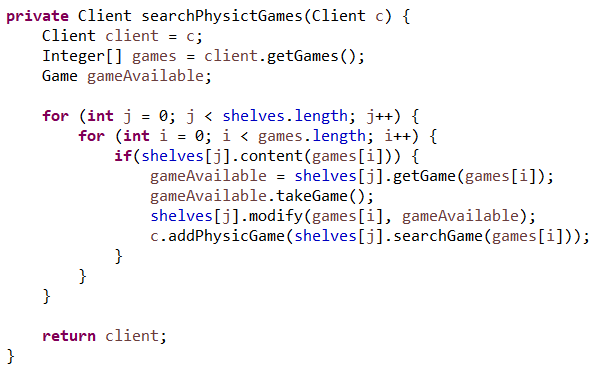 private Client searchPhysictGames(Client c) {
    Client client = c;
    Integer[] games = client.getGames();
    Game gameAvailable;

    for (int j = 0; j < shelves.length; j++) {
        for (int i = 0; i < games.length; i++) {
            if(shelves[j].content(games[i])) {
                gameAvailable = shelves[j].getGame(games[i]);
                gameAvailable.takeGame();
                shelves[j].modify(games[i], gameAvailable);
                c.addPhysicGame(shelves[j].searchGame(games[i]));
            }
        }
    }

    return client;
}